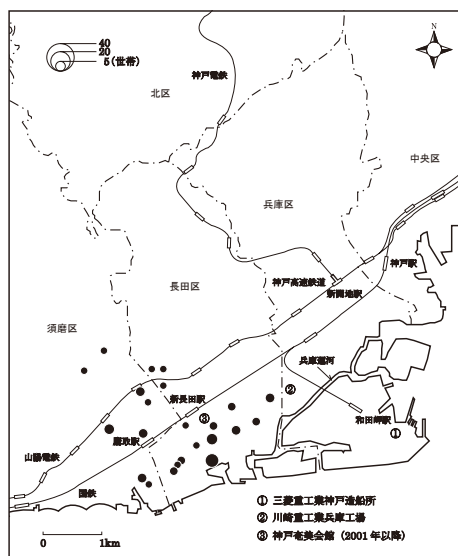 N
40
20
5(世帯)
神戸電鉄
北区
中央区
兵庫区
神戸駅
長田区
神戸高速鉄道
新開地駅
須磨区
兵庫運河
新長田駅
②
③
和田岬駅
①
鷹取駅
山陽電鉄
国鉄
① 三菱重工業神戸造船所
② 川崎重工業兵庫工場
③ 神戸奄美会館(2001年以降)
0 1km